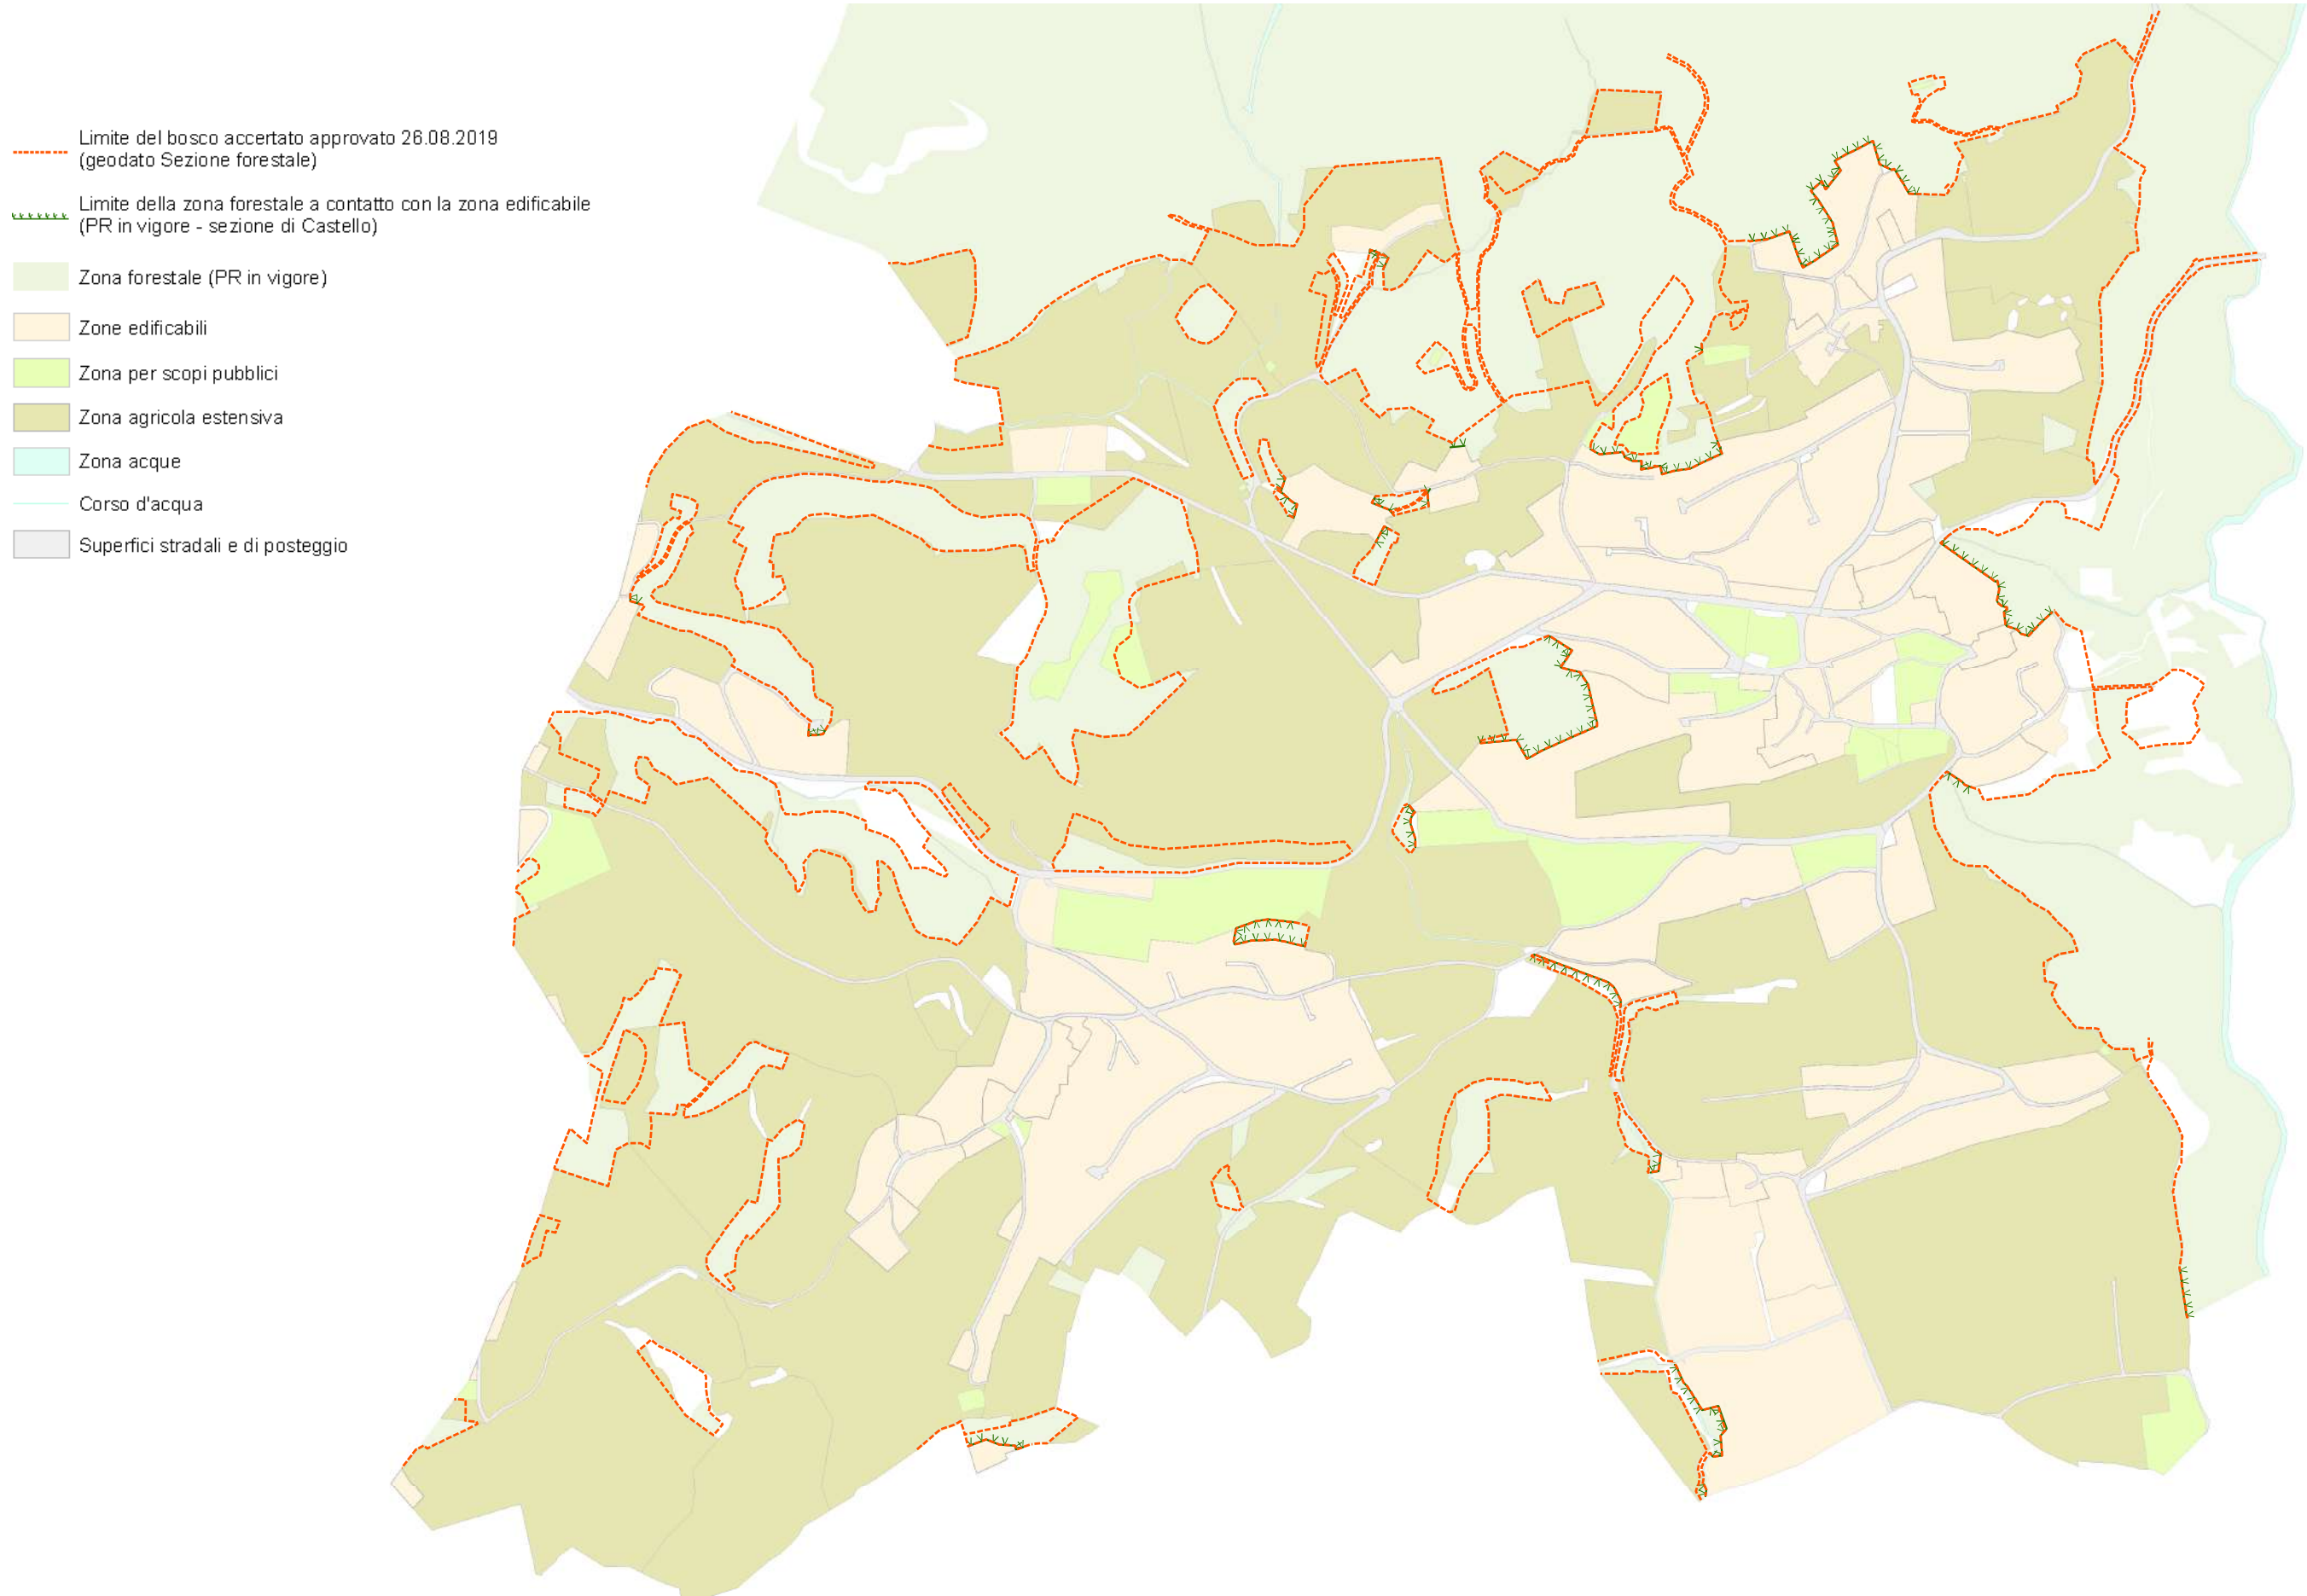 Limite del bosco accertato approvato 26.08.2019
(geodato Sezione forestale)
Limite della zona forestale a contatto con la zona edificabile
(PR in vigore - sezione di Castello)
Zona forestale (PR in vigore)
Zone edificabili
Zona per scopi pubblici
Zona agricola estensiva
Zona acque
Corso d'acqua
Superfici stradali e di posteggio